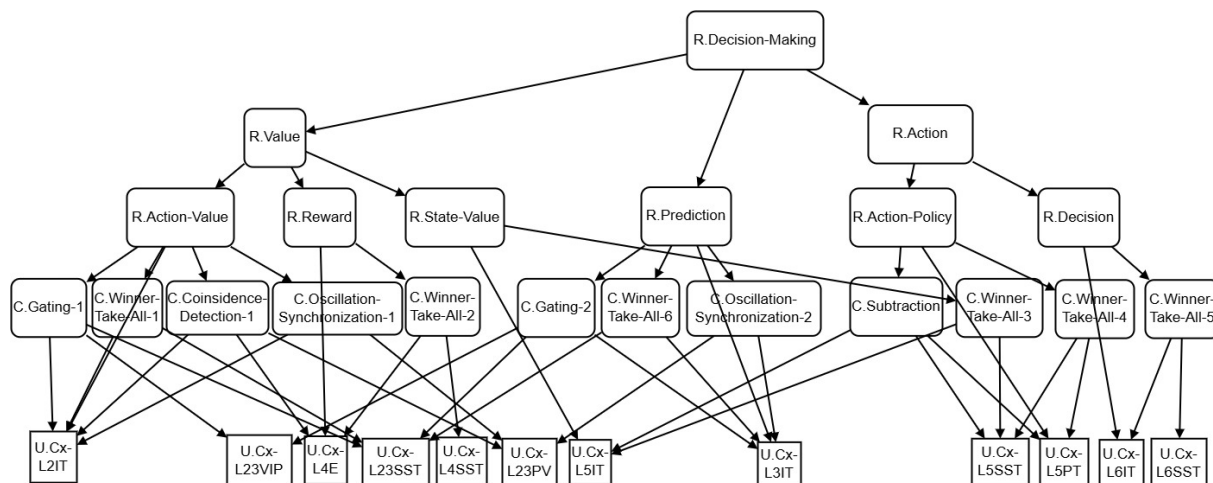 R.Decision-Making
R.Value
R.Action
R.Action-Value
R.Reward
R.State-Value
R.Prediction
R.Action-Policy
R.Decision
C.Gating-1
C.Winner-
Take-All-1
C.Coinsidence-
Detection-1
C.Oscillation-
Synchronization-1
C.Winner-
Take-All-2
C.Gating-2
C.Winner-
Take-All-6
C.Oscillation-
Synchronization-2
C.Subtraction
C.Winner-
Take-All-3
C.Winner-
Take-All-4
C.Winner-
Take-All-5
U.Cx-
L2IT
U.Cx-
L23VIP
U.Cx-
L4E
U.Cx-
L23SST
U.Cx-
L4SST
U.Cx-
L23PV
U.Cx-
L5IT
U.Cx-
L3IT
U.Cx-
L5SST
U.Cx-
L5PT
U.Cx-
L6IT
U.Cx-
L6SST